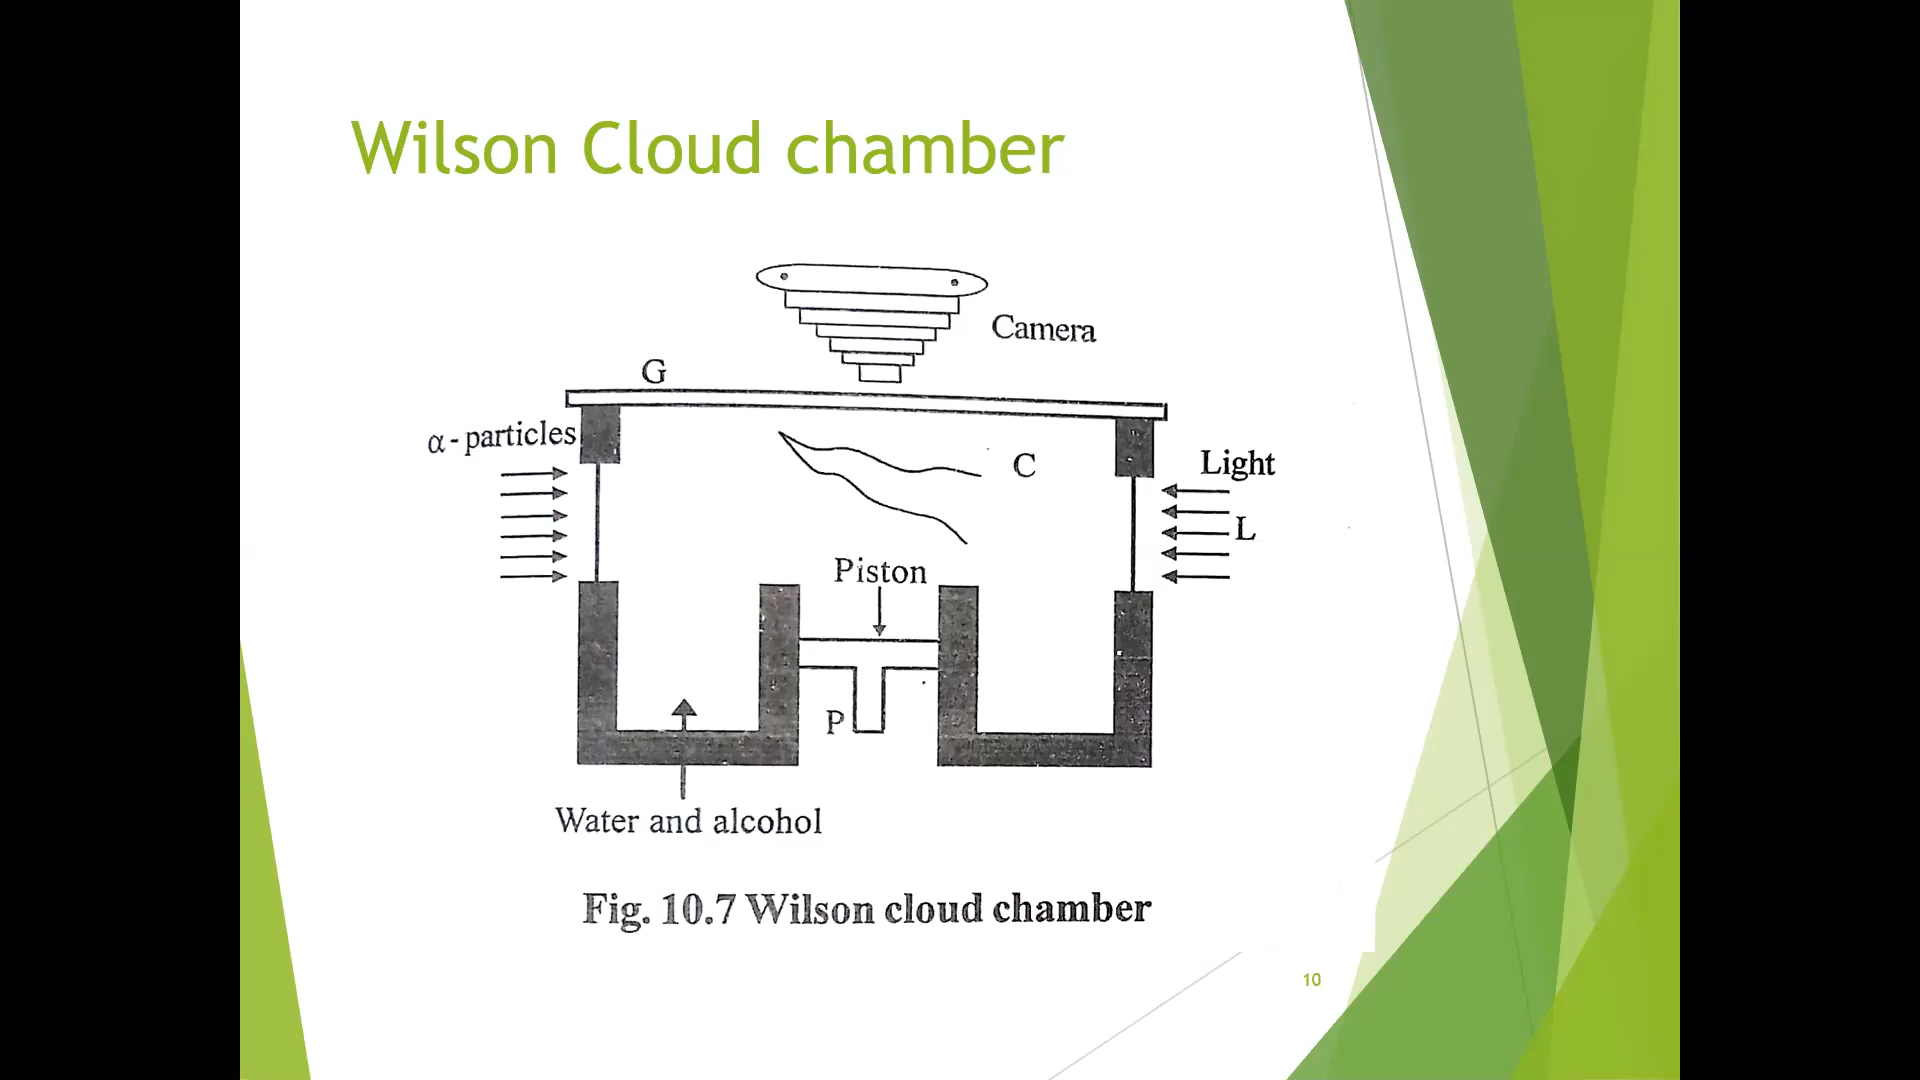 Wilson Cloud chamber
Camera
G
α - particles
C
Light
L
Piston
P
Water and alcohol
Fig. 10.7 Wilson cloud chamber
10